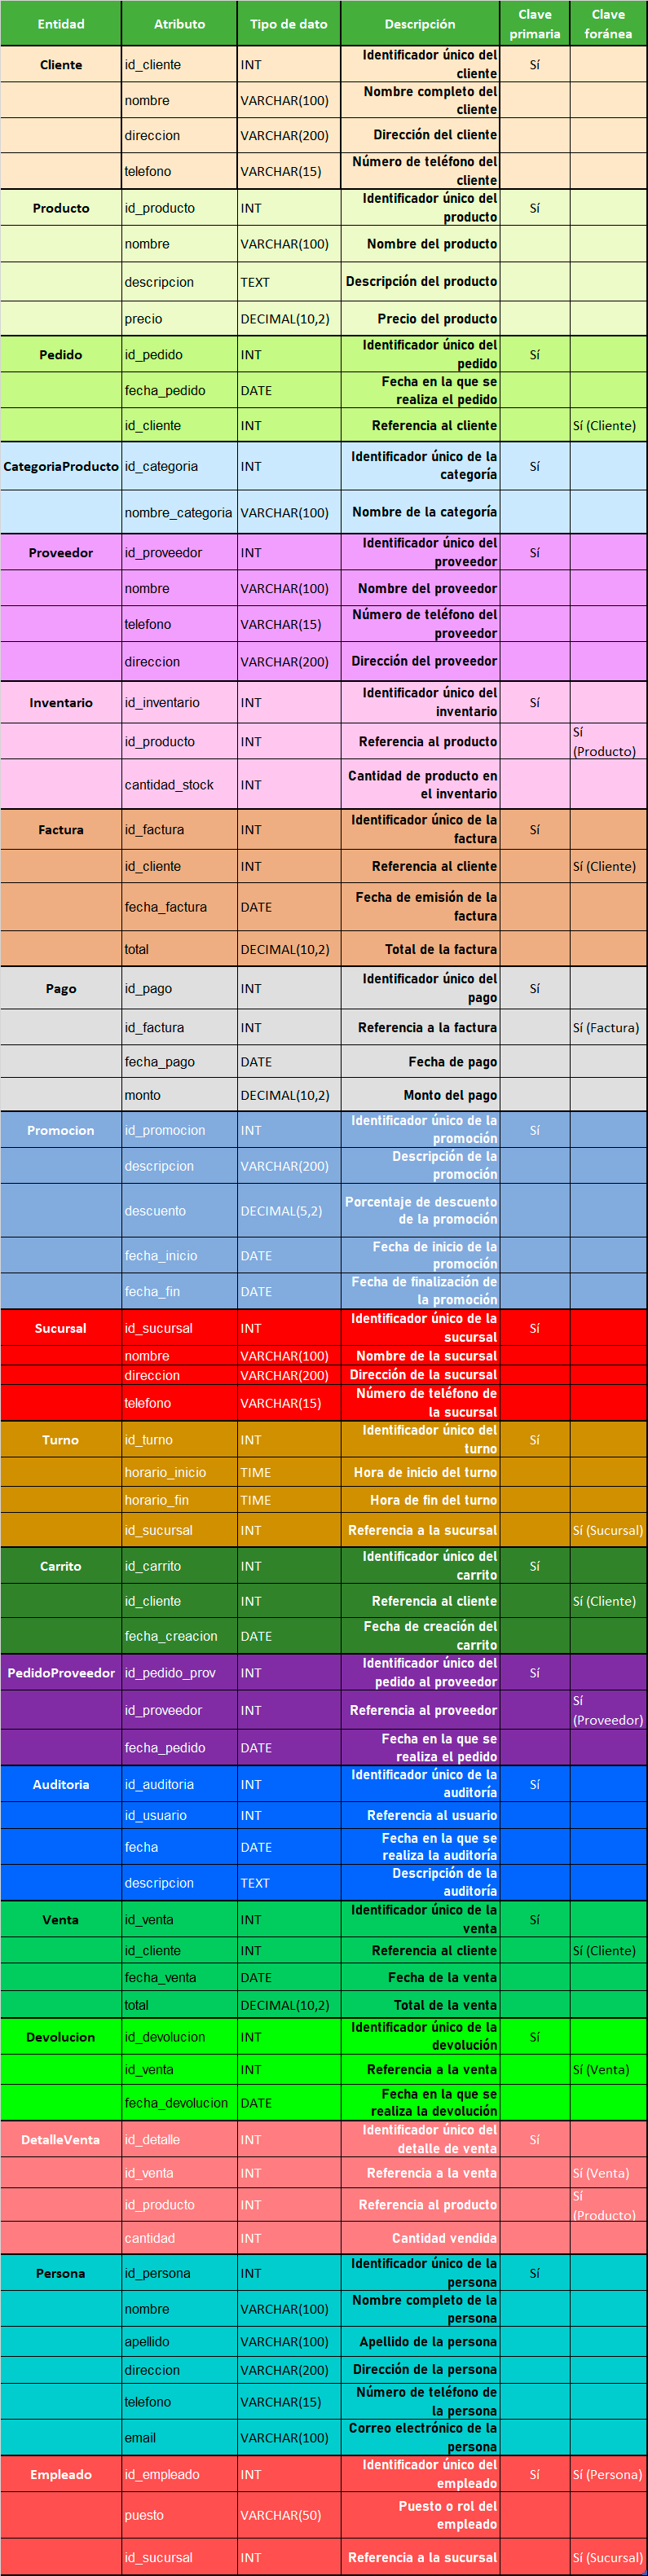 Entidad Atributo Tipo de dato Descripción Clave primaria Clave foránea
Cliente id_cliente INT Identificador único del cliente Sí
nombre VARCHAR(100) Nombre completo del cliente
direccion VARCHAR(200) Dirección del cliente
telefono VARCHAR(15) Número de teléfono del cliente
Producto id_producto INT Identificador único del producto Sí
nombre VARCHAR(100) Nombre del producto
descripcion TEXT Descripción del producto
precio DECIMAL(10,2) Precio del producto
Pedido id_pedido INT Identificador único del pedido Sí
fecha_pedido DATE Fecha en la que se realiza el pedido
id_cliente INT Referencia al cliente Sí (Cliente)
CategoriaProducto id_categoria INT Identificador único de la categoría Sí
nombre_categoria VARCHAR(100) Nombre de la categoría
Proveedor id_proveedor INT Identificador único del proveedor Sí
nombre VARCHAR(100) Nombre del proveedor
telefono VARCHAR(15) Número de teléfono del proveedor
direccion VARCHAR(200) Dirección del proveedor
Inventario id_inventario INT Identificador único del inventario Sí
id_producto INT Referencia al producto Sí (Producto)
cantidad_stock INT Cantidad de producto en el inventario
Factura id_factura INT Identificador único de la factura Sí
id_cliente INT Referencia al cliente Sí (Cliente)
fecha_factura DATE Fecha de emisión de la factura
total DECIMAL(10,2) Total de la factura
Pago id_pago INT Identificador único del pago Sí
id_factura INT Referencia a la factura Sí (Factura)
fecha_pago DATE Fecha de pago
monto DECIMAL(10,2) Monto del pago
Promocion id_promocion INT Identificador único de la promoción Sí
descripcion VARCHAR(200) Descripción de la promoción
descuento DECIMAL(5,2) Porcentaje de descuento de la promoción
fecha_inicio DATE Fecha de inicio de la promoción
fecha_fin DATE Fecha de finalización de la promoción
Sucursal id_sucursal INT Identificador único de la sucursal Sí
nombre VARCHAR(100) Nombre de la sucursal
direccion VARCHAR(200) Dirección de la sucursal
telefono VARCHAR(15) Número de teléfono de la sucursal
Turno id_turno INT Identificador único del turno Sí
horario_inicio TIME Hora de inicio del turno
horario_fin TIME Hora de fin del turno
id_sucursal INT Referencia a la sucursal Sí (Sucursal)
Carrito id_carrito INT Identificador único del carrito Sí
id_cliente INT Referencia al cliente Sí (Cliente)
fecha_creacion DATE Fecha de creación del carrito
PedidoProveedor id_pedido_prov INT Identificador único del pedido al proveedor Sí
id_proveedor INT Referencia al proveedor Sí (Proveedor)
fecha_pedido DATE Fecha en la que se realiza el pedido
Auditoria id_auditoria INT Identificador único de la auditoría Sí
id_usuario INT Referencia al usuario
fecha DATE Fecha en la que se realiza la auditoría
descripcion TEXT Descripción de la auditoría
Venta id_venta INT Identificador único de la venta Sí
id_cliente INT Referencia al cliente Sí (Cliente)
fecha_venta DATE Fecha de la venta
total DECIMAL(10,2) Total de la venta
Devolucion id_devolucion INT Identificador único de la devolución Sí
id_venta INT Referencia a la venta Sí (Venta)
fecha_devolucion DATE Fecha en la que se realiza la devolución
DetalleVenta id_detalle INT Identificador único del detalle de venta Sí
id_venta INT Referencia a la venta Sí (Venta)
id_producto INT Referencia al producto Sí (Producto)
cantidad INT Cantidad vendida
Persona id_persona INT Identificador único de la persona Sí
nombre VARCHAR(100) Nombre completo de la persona
apellido VARCHAR(100) Apellido de la persona
direccion VARCHAR(200) Dirección de la persona
telefono VARCHAR(15) Número de teléfono de la persona
email VARCHAR(100) Correo electrónico de la persona
Empleado id_empleado INT Identificador único del empleado Sí Sí (Persona)
puesto VARCHAR(50) Puesto o rol del empleado
id_sucursal INT Referencia a la sucursal Sí (Sucursal)